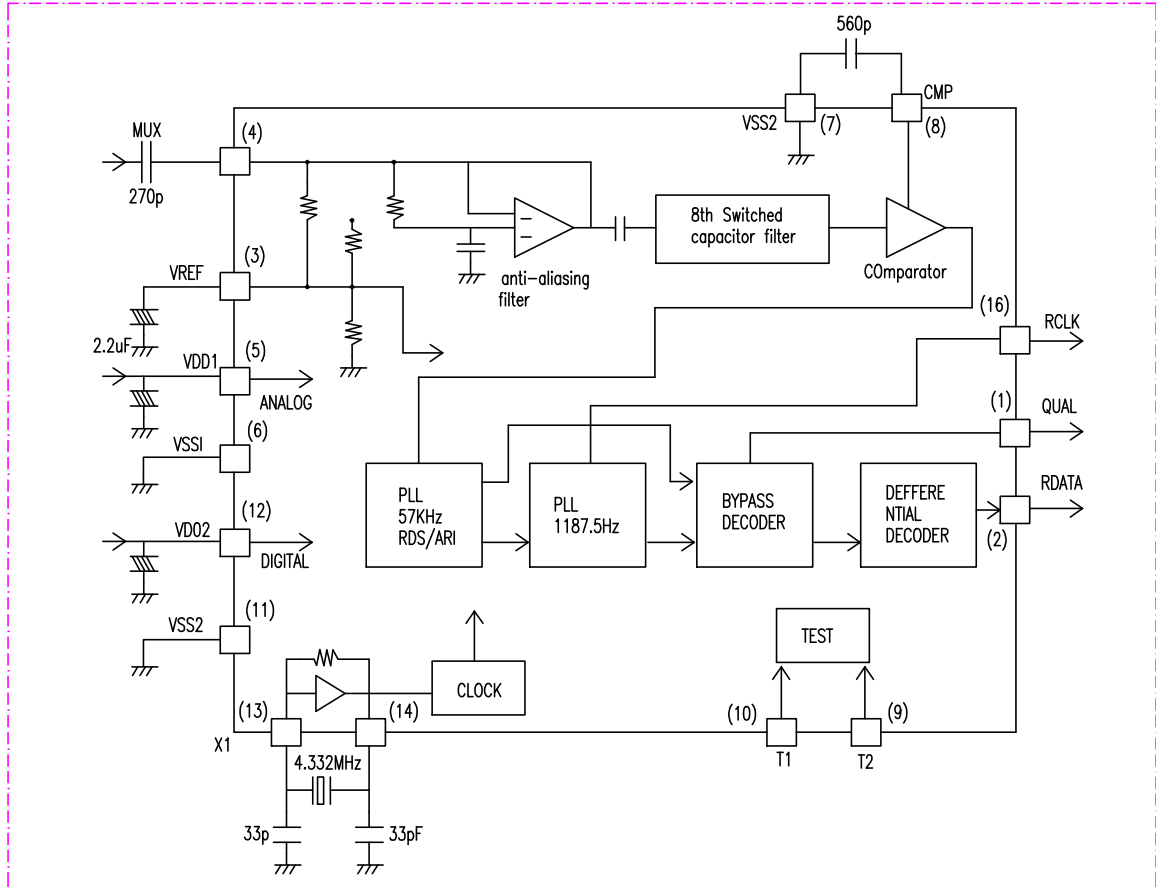 560p
CMP
VSS2
(7)
(8)
MUX
(4)
270p
8th Switched
capacitor filter
COmparator
anti-aliasing
filter
(3)
VREF
2.2uF
(16)
RCLK
VDD1
(5)
ANALOG
(1)
QUAL
(6)
VSSI
RDATA
(2)
PLL
57KHz
RDS/ARI
PLL
1187.5Hz
BYPASS
DECODER
DEFFERE
NTIAL
DECODER
(12)
VDO2
DIGITAL
(11)
VSS2
TEST
CLOCK
(13)
(14)
X1
(10)
(9)
T1
T2
4.332MHz
33p
33pF